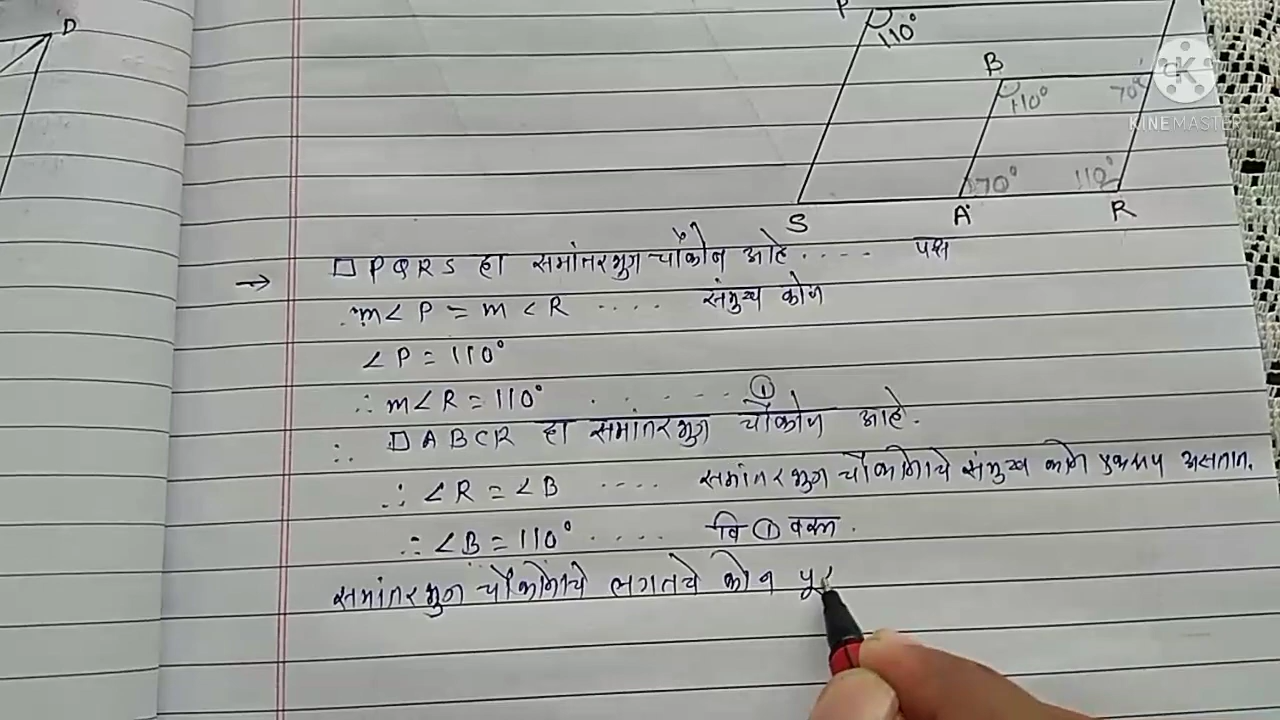 D
P
110°
B
110°
70°
KINEMASTER
70°
110°
S
A
R
→ □PQRS हा समांतरभुज चौकोन आहे .... पक्ष
∴ m∠P = m∠R .... संमुख कोन
∠P = 110°
∴ m∠R = 110° ...... ①
∴ □ABCR हा समांतरभुज चौकोन आहे.
∴ ∠R = ∠B .... समांतरभुज चौकोनाचे संमुख कोन एकरूप असतात.
∴ ∠B = 110° ..... वि ① वरून.
समांतरभुज चौकोनाचे लगतचे कोन पूर